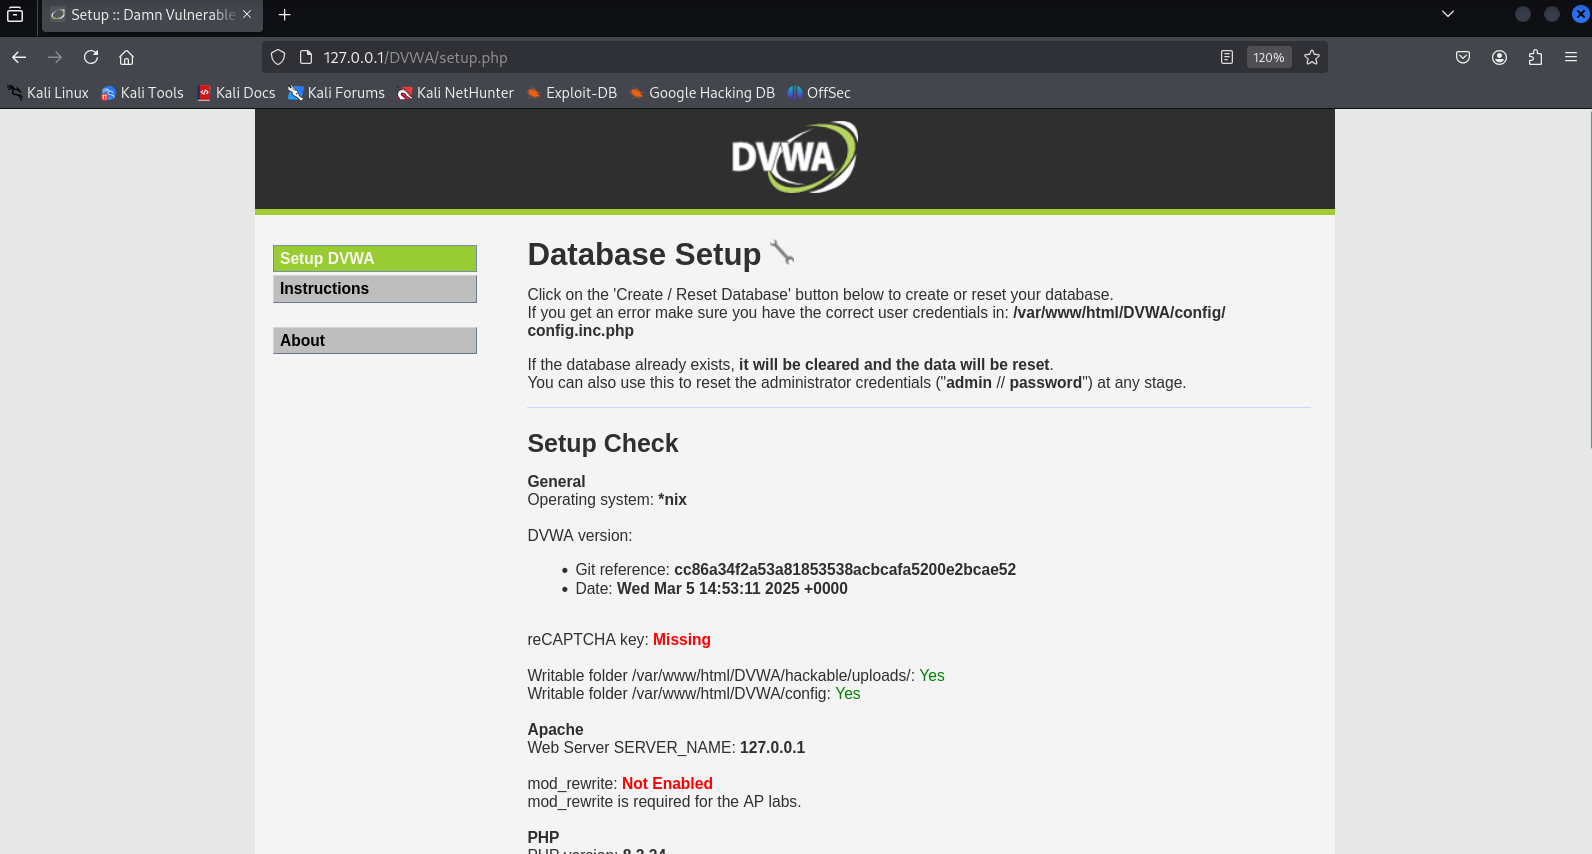 Setup :: Damn Vulnerable
127.0.0.1/DVWA/setup.php
120%
Kali Linux
Kali Tools
Kali Docs
Kali Forums
Kali NetHunter
Exploit-DB
Google Hacking DB
OffSec
DVWA
Setup DVWA
Instructions
About
Database Setup
Click on the 'Create / Reset Database' button below to create or reset your database.
If you get an error make sure you have the correct user credentials in: /var/www/html/DVWA/config/
config.inc.php
If the database already exists, it will be cleared and the data will be reset.
You can also use this to reset the administrator credentials ("admin // password") at any stage.
Setup Check
General
Operating system: *nix
DVWA version:
• Git reference: cc86a34f2a53a81853538acbcafa5200e2bcae52
• Date: Wed Mar 5 14:53:11 2025 +0000
reCAPTCHA key: Missing
Writable folder /var/www/html/DVWA/hackable/uploads/: Yes
Writable folder /var/www/html/DVWA/config: Yes
Apache
Web Server SERVER_NAME: 127.0.0.1
mod_rewrite: Not Enabled
mod_rewrite is required for the AP labs.
PHP
PHP version: